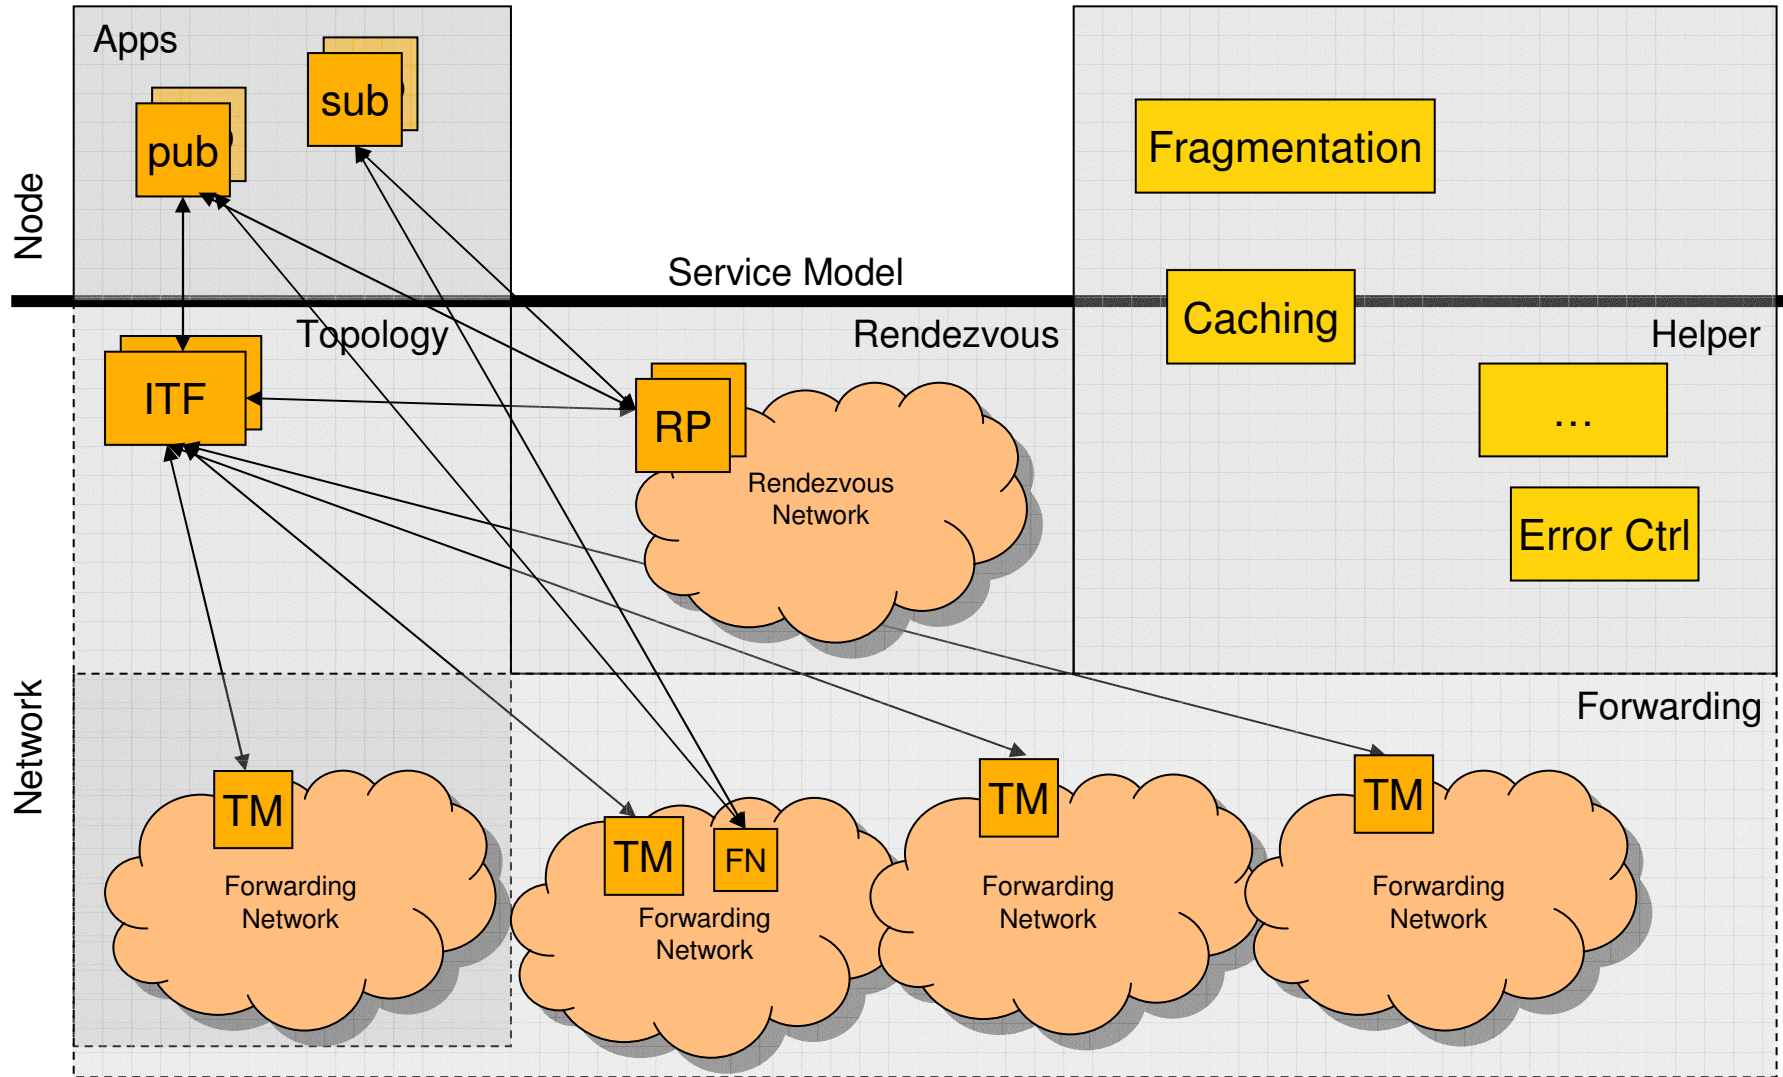 Apps
sub
pub
Fragmentation
Node
Service Model
Topology
Rendezvous
Caching
Helper
ITF
RP
...
Rendezvous
Network
Error Ctrl
Network
Forwarding
TM
TM
FN
TM
TM
Forwarding
Network
Forwarding
Network
Forwarding
Network
Forwarding
Network